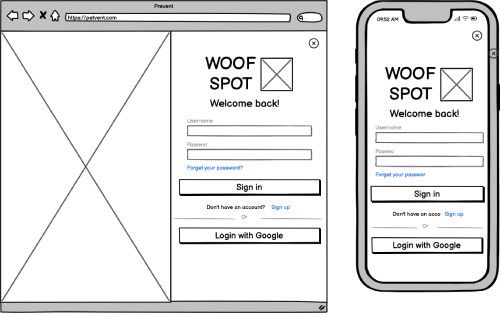 Prevent
https://petvent.com
WOOF
SPOT
Welcome back!
Username
Passwor
Forget your password?
Sign in
Don't have an account? Sign up
Or
Login with Google
09:52 AM
WOOF
SPOT
Welcome back!
Username
Passwo
Forget your passwor
Sign in
Don't have an acco Sign up
Or
Login with Google